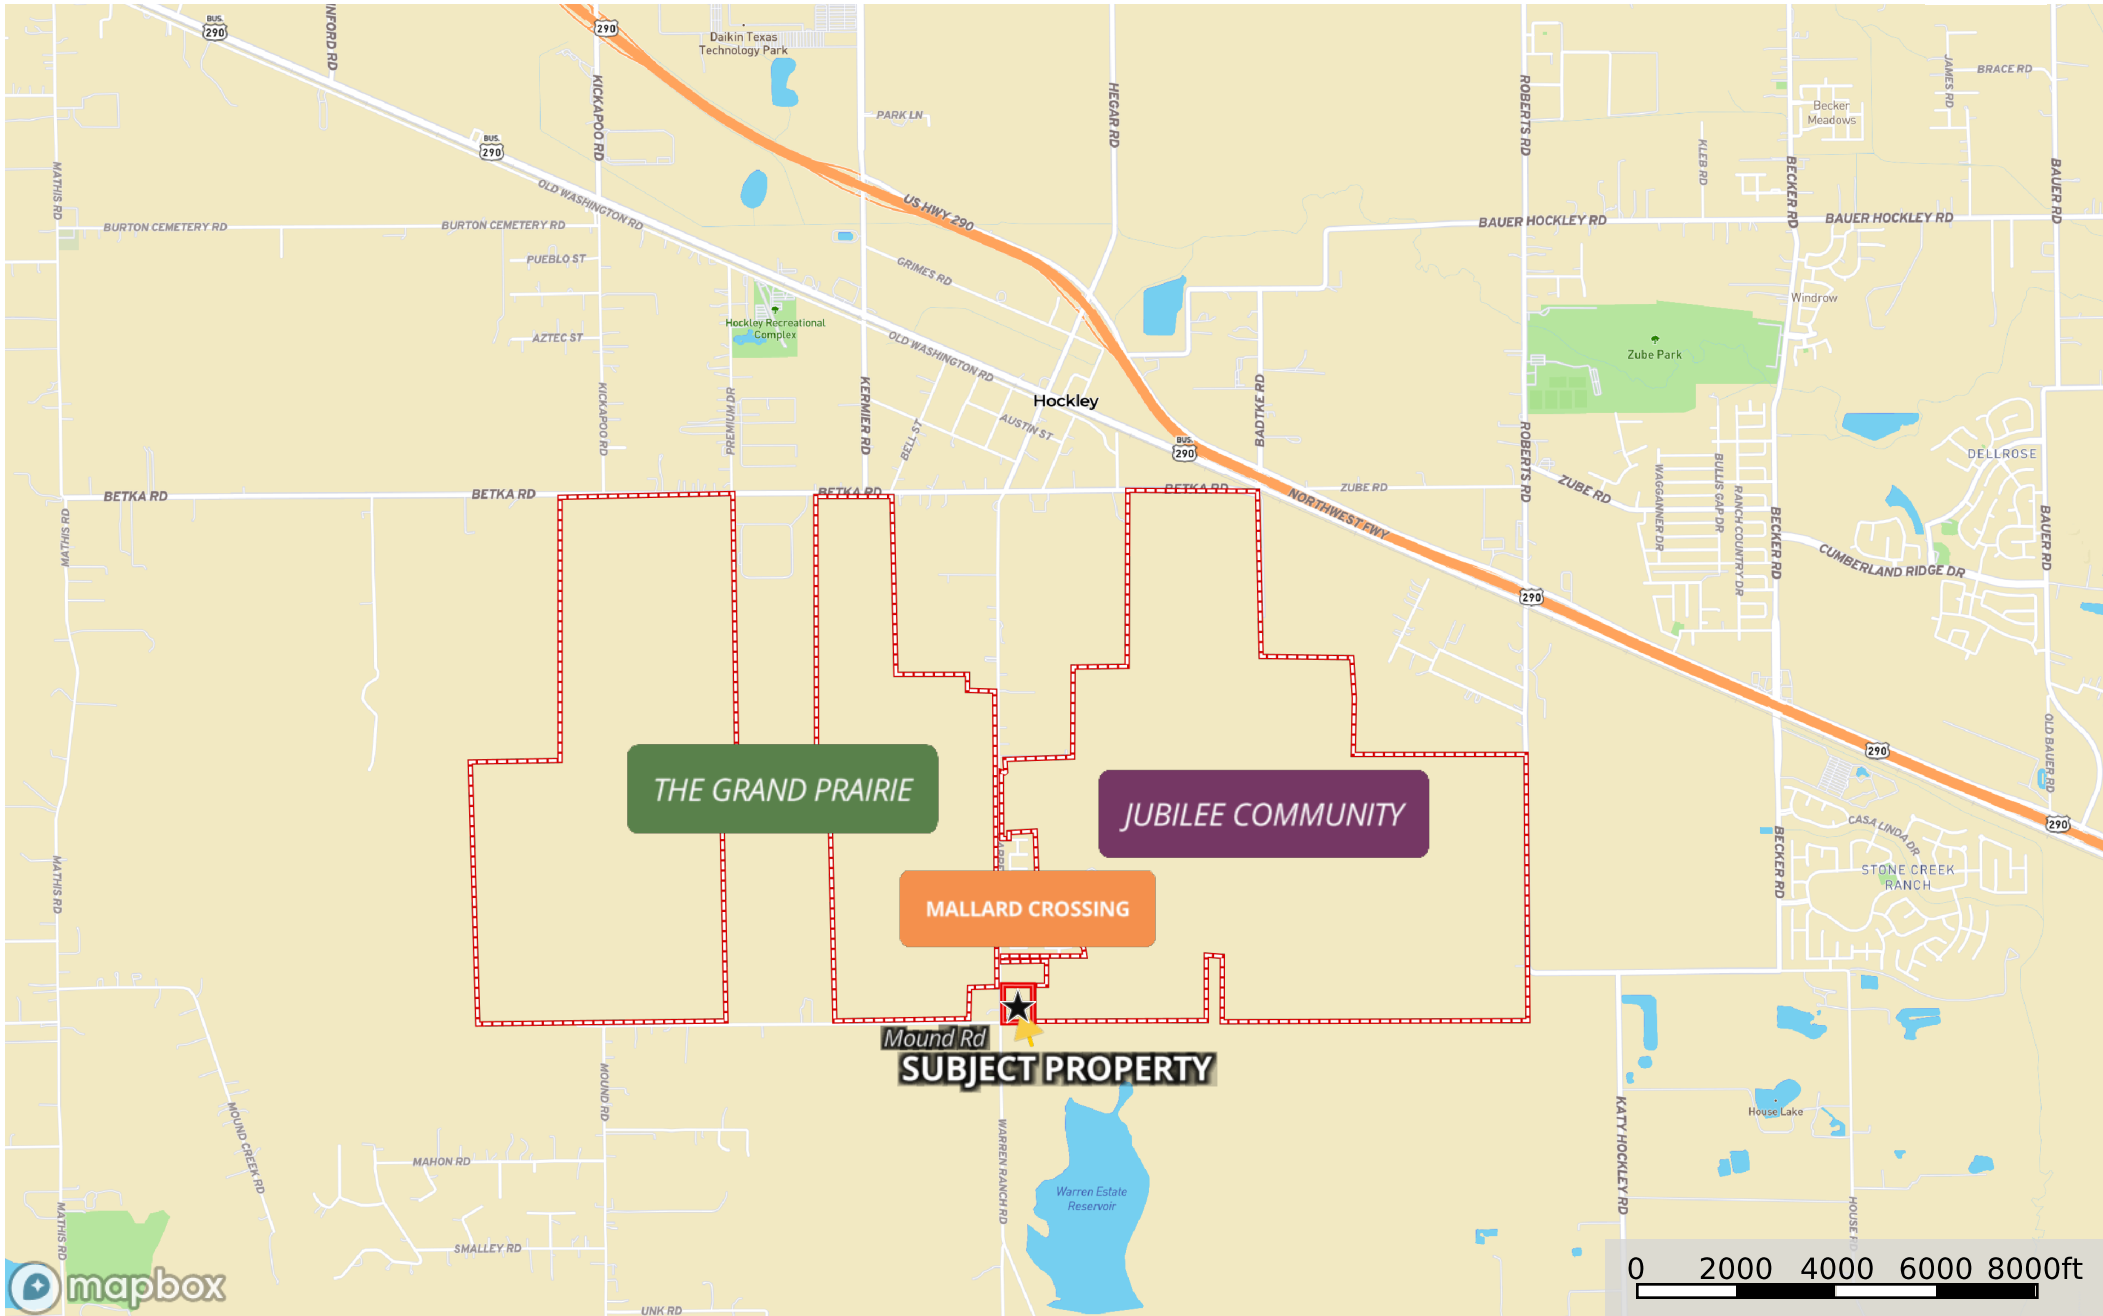 BUS.
290
INFORD RD
290
Daikin Texas
Technology Park
KICKAPOO RD
BUS.
290
PARK LN
HEGAR RD
ROBERTS RD
JAMES RD
BRACE RD
Becker
Meadows
KLEB RD
MATHIS RD
BECKER RD
BAUER RD
OLD WASHINGTON RD
US HWY 290
BURTON CEMETERY RD
BURTON CEMETERY RD
BAUER HOCKLEY RD
BAUER HOCKLEY RD
PUEBLO ST
GRIMES RD
Windrow
Hockley Recreational
Complex
AZTEC ST
OLD WASHINGTON RD
Zube Park
KICKAPOO RD
PREMIUM DR
KERMIER RD
Hockley
BADTKE RD
AUSTIN ST
BELL ST
BUS.
290
ROBERTS RD
DELLROSE
WAGGANNER DR
BULLIS GAP DR
RANCH COUNTRY DR
ZUBE RD
ZUBE RD
BETKA RD
BETKA RD
BETKA RD
BETKA RD
NORTHWEST FWY
MATHIS RD
BECKER RD
BAUER RD
CUMBERLAND RIDGE DR
290
290
OLD BAUER RD
THE GRAND PRAIRIE
JUBILEE COMMUNITY
290
CASA LINDA DR
STONE CREEK
RANCH
BECKER RD
MATHIS RD
MALLARD CROSSING
Mound Rd
SUBJECT PROPERTY
MOUND RD
MOUND CREEK RD
KATY HOCKLEY RD
House Lake
WARREN RANCH RD
MAHON RD
Warren Estate
Reservoir
MATHIS RD
HOUSE RD
SMALLEY RD
mapbox
UNK RD
0 2000 4000 6000 8000ft